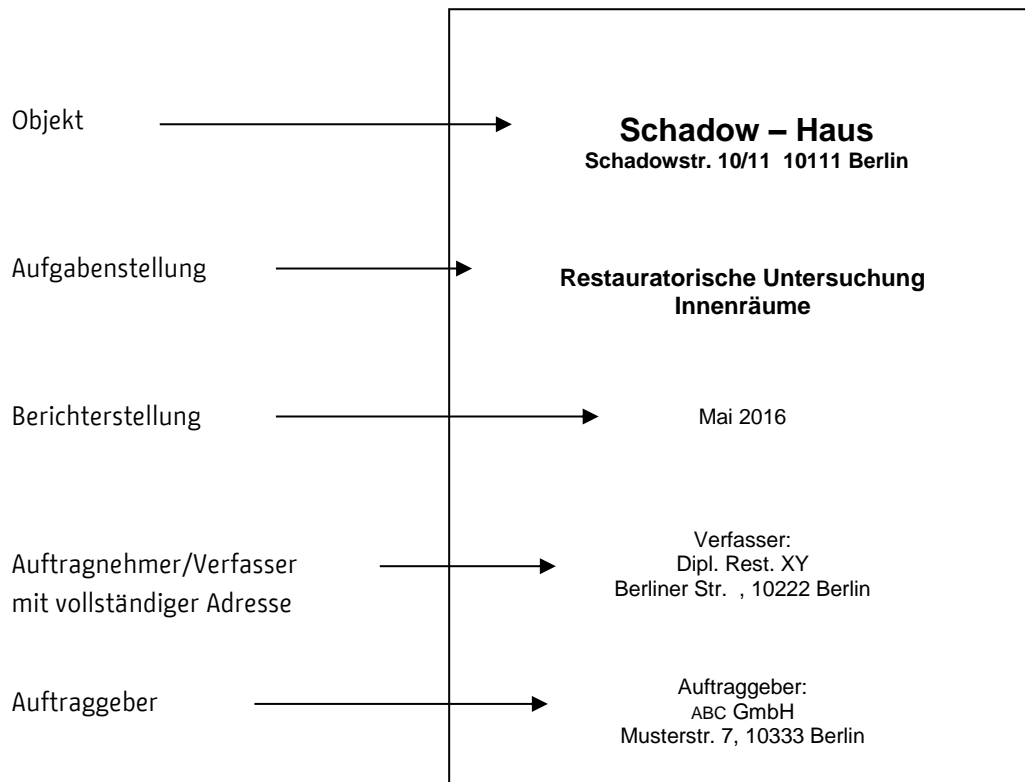 Objekt
Schadow – Haus
Schadowstr. 10/11 10111 Berlin
Aufgabenstellung
Restauratorische Untersuchung
Innenräume
Berichterstellung
Mai 2016
Auftragnehmer/Verfasser
mit vollständiger Adresse
Verfasser:
Dipl. Rest. XY
Berliner Str. , 10222 Berlin
Auftraggeber
Auftraggeber:
ABC GmbH
Musterstr. 7, 10333 Berlin